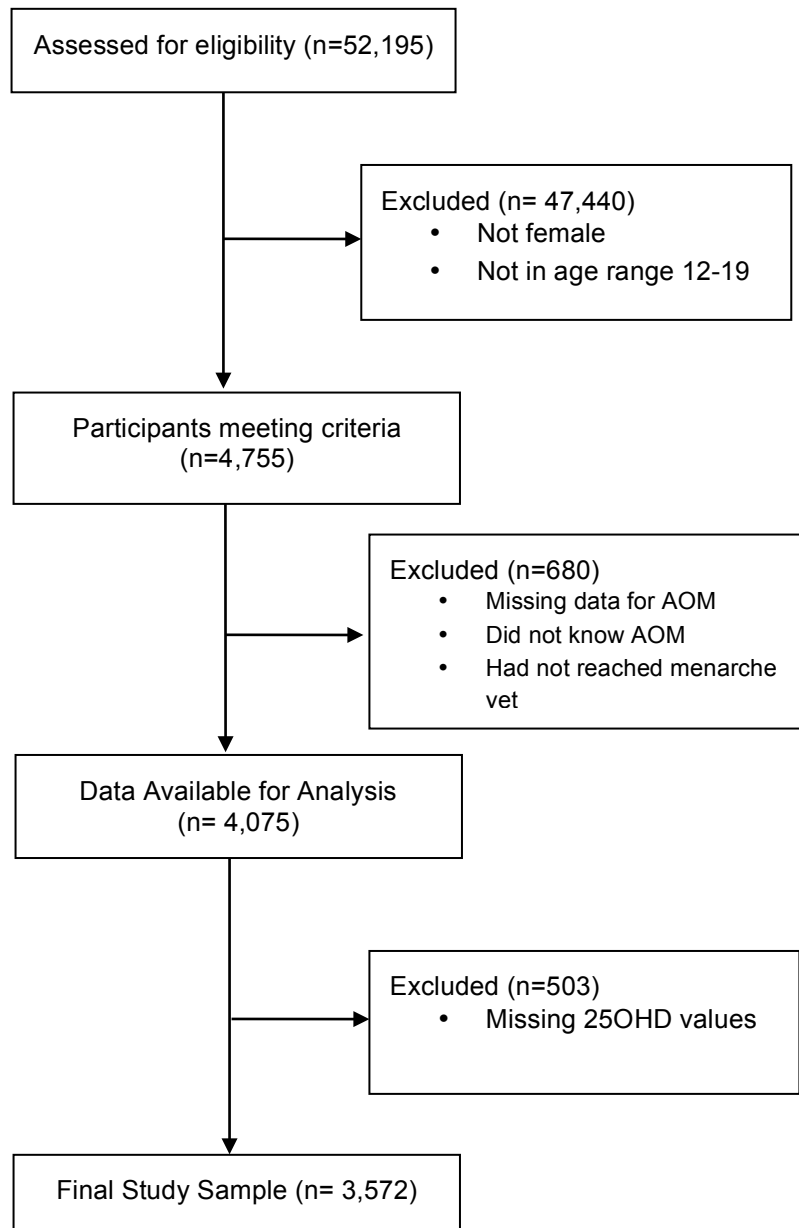 Assessed for eligibility (n=52,195)
Excluded (n= 47,440)
• Not female
• Not in age range 12-19
Participants meeting criteria
(n=4,755)
Excluded (n=680)
• Missing data for AOM
• Did not know AOM
• Had not reached menarche
yet
Data Available for Analysis
(n= 4,075)
Excluded (n=503)
• Missing 25OHD values
Final Study Sample (n= 3,572)